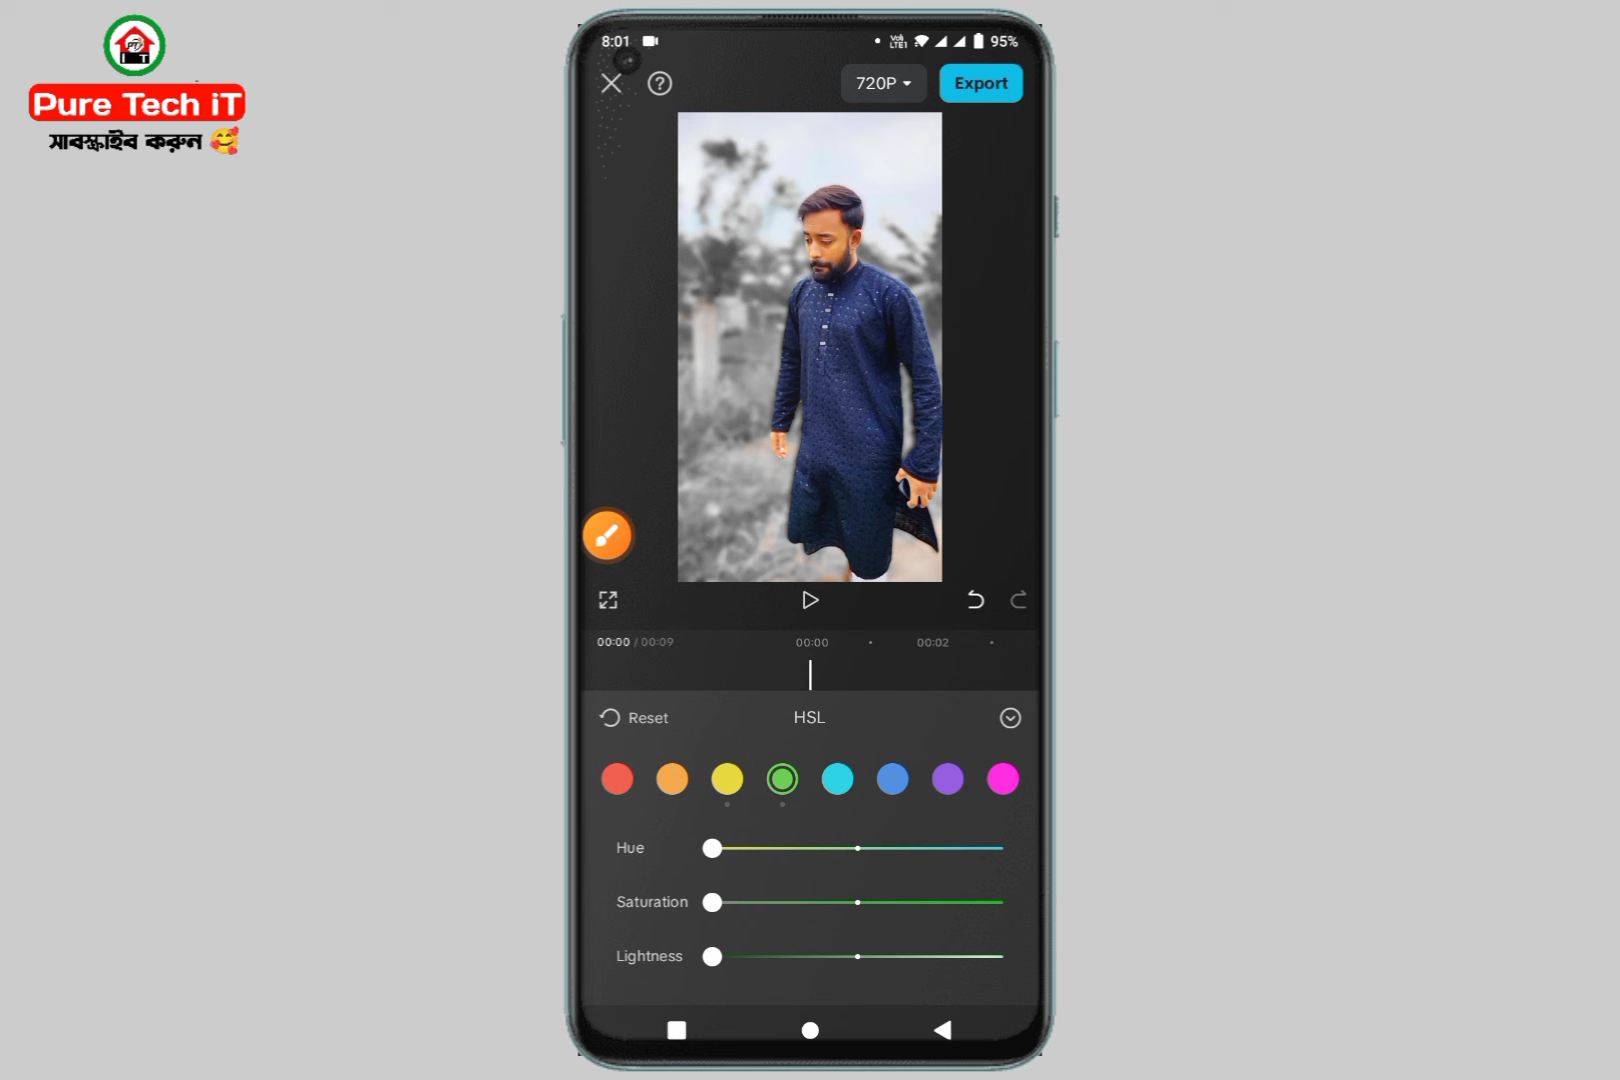 Pure Tech iT
সাবস্ক্রাইব করুন 🥰
8:01
95%
720P
Export
00:00 / 00:09
00:00
00:02
Reset
HSL
Hue
Saturation
Lightness